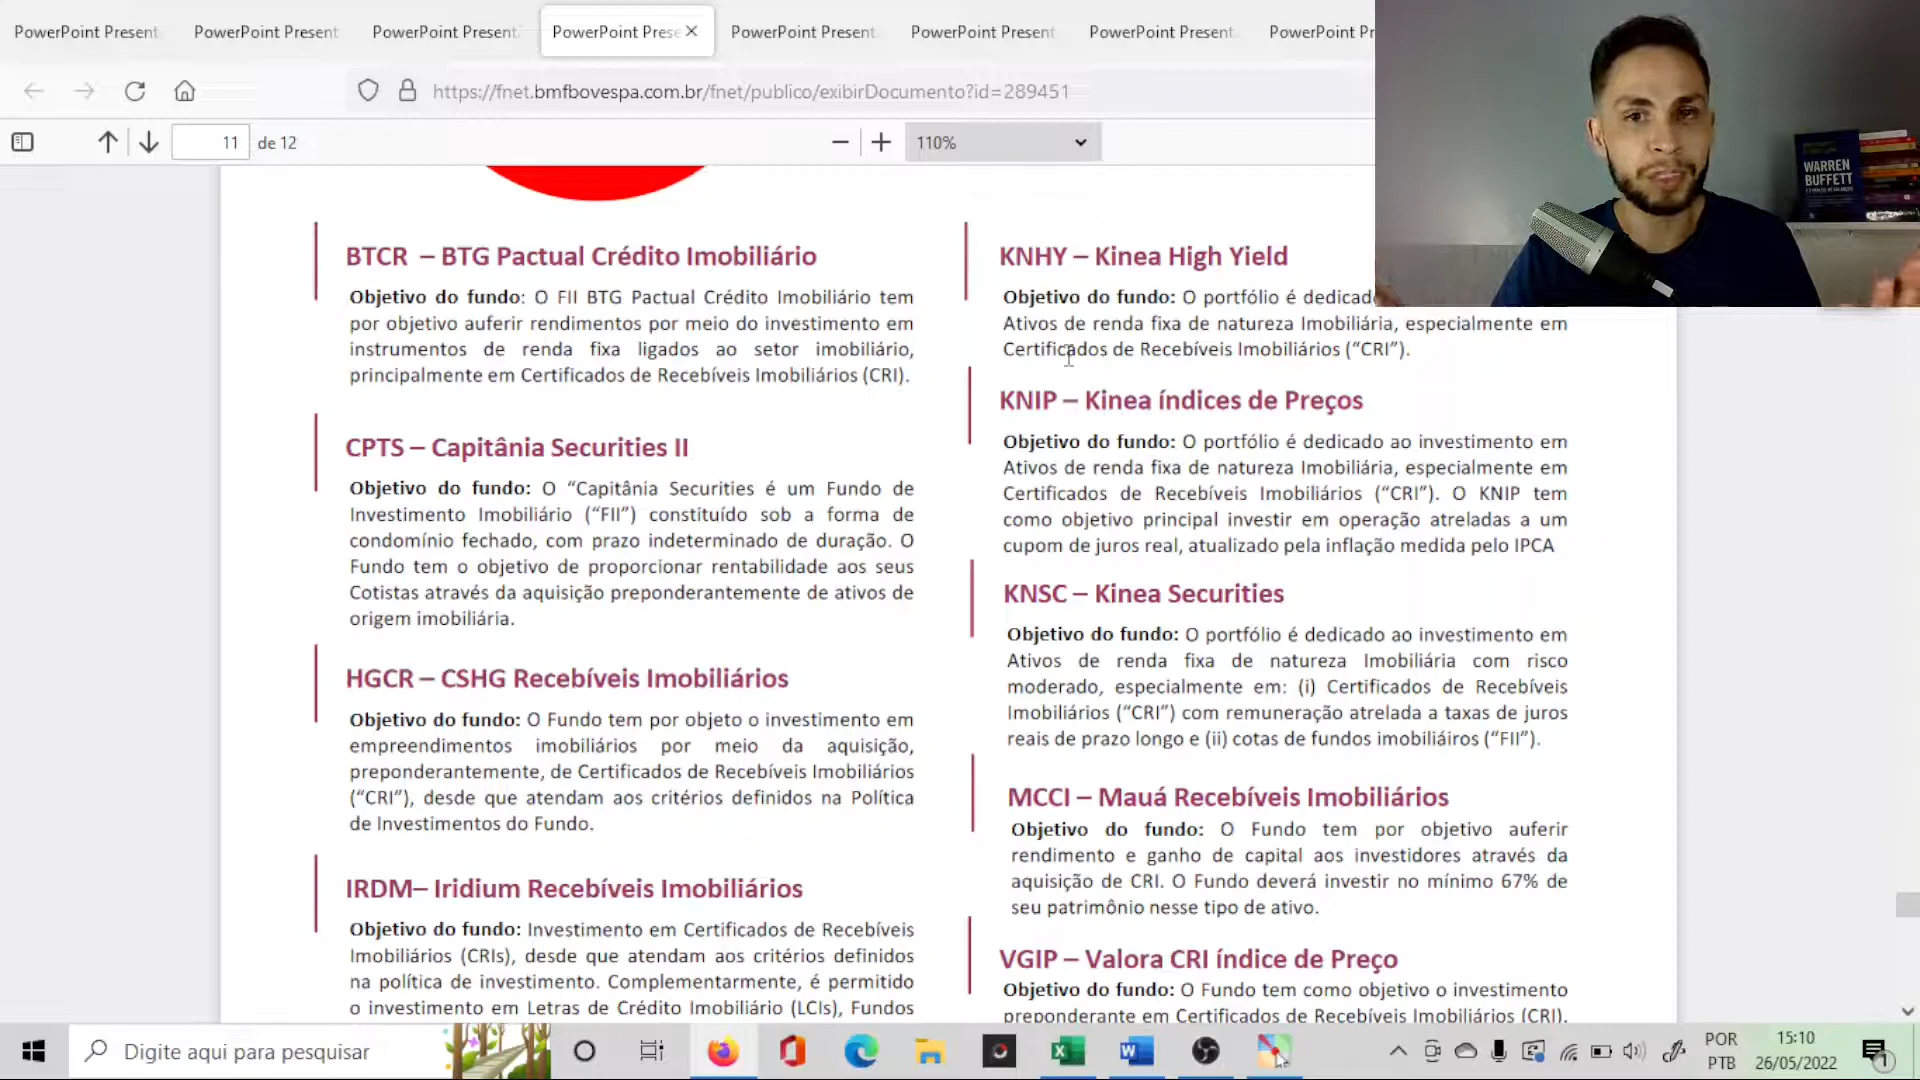 PowerPoint Present
PowerPoint Present
PowerPoint Present
PowerPoint Prese
PowerPoint Present
PowerPoint Present
PowerPoint Present
PowerPoint Pr
https://fnet.bmfbovespa.com.br/fnet/publico/exibirDocumento?id=289451
11 de 12
110%
WARREN
BUFFETT
BTCR – BTG Pactual Crédito Imobiliário
Objetivo do fundo: O FII BTG Pactual Crédito Imobiliário tem
por objetivo auferir rendimentos por meio do investimento em
instrumentos de renda fixa ligados ao setor imobiliário,
principalmente em Certificados de Recebíveis Imobiliários (CRI).
CPTS – Capitânia Securities II
Objetivo do fundo: O “Capitânia Securities é um Fundo de
Investimento Imobiliário (“FII”) constituído sob a forma de
condomínio fechado, com prazo indeterminado de duração. O
Fundo tem o objetivo de proporcionar rentabilidade aos seus
Cotistas através da aquisição preponderantemente de ativos de
origem imobiliária.
HGCR – CSHG Recebíveis Imobiliários
Objetivo do fundo: O Fundo tem por objeto o investimento em
empreendimentos imobiliários por meio da aquisição,
preponderantemente, de Certificados de Recebíveis Imobiliários
(“CRI”), desde que atendam aos critérios definidos na Política
de Investimentos do Fundo.
IRDM– Iridium Recebíveis Imobiliários
Objetivo do fundo: Investimento em Certificados de Recebíveis
Imobiliários (CRIs), desde que atendam aos critérios definidos
na política de investimento. Complementarmente, é permitido
o investimento em Letras de Crédito Imobiliário (LCIs), Fundos
KNHY – Kinea High Yield
Objetivo do fundo: O portfólio é dedicad
Ativos de renda fixa de natureza Imobiliária, especialmente em
Certificados de Recebíveis Imobiliários (“CRI”).
KNIP – Kinea índices de Preços
Objetivo do fundo: O portfólio é dedicado ao investimento em
Ativos de renda fixa de natureza Imobiliária, especialmente em
Certificados de Recebíveis Imobiliários (“CRI”). O KNIP tem
como objetivo principal investir em operação atreladas a um
cupom de juros real, atualizado pela inflação medida pelo IPCA
KNSC – Kinea Securities
Objetivo do fundo: O portfólio é dedicado ao investimento em
Ativos de renda fixa de natureza Imobiliária com risco
moderado, especialmente em: (i) Certificados de Recebíveis
Imobiliários (“CRI”) com remuneração atrelada a taxas de juros
reais de prazo longo e (ii) cotas de fundos imobiliáiros (“FII”).
MCCI – Mauá Recebíveis Imobiliários
Objetivo do fundo: O Fundo tem por objetivo auferir
rendimento e ganho de capital aos investidores através da
aquisição de CRI. O Fundo deverá investir no mínimo 67% de
seu patrimônio nesse tipo de ativo.
VGIP – Valora CRI índice de Preço
Objetivo do fundo: O Fundo tem como objetivo o investimento
preponderante em Certificados de Recebíveis Imobiliários (CRI).
Digite aqui para pesquisar
POR
PTB
15:10
26/05/2022
1